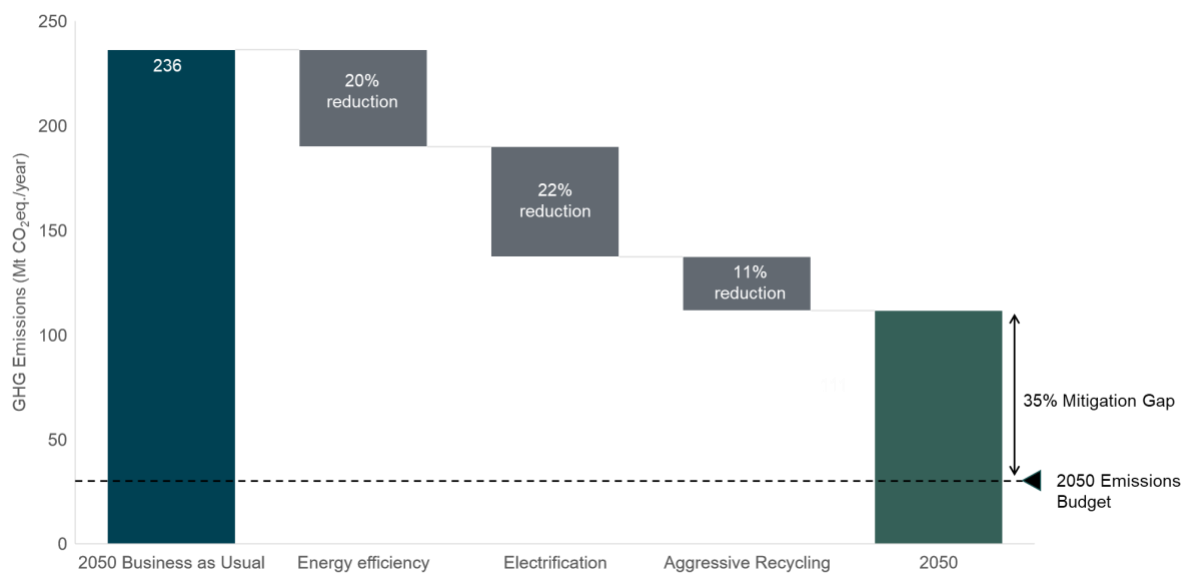 250
200
150
100
50
0
GHG Emissions (Mt CO₂eq./year)
236
20%
reduction
22%
reduction
11%
reduction
35% Mitigation Gap
2050 Emissions
Budget
2050 Business as Usual
Energy efficiency
Electrification
Aggressive Recycling
2050